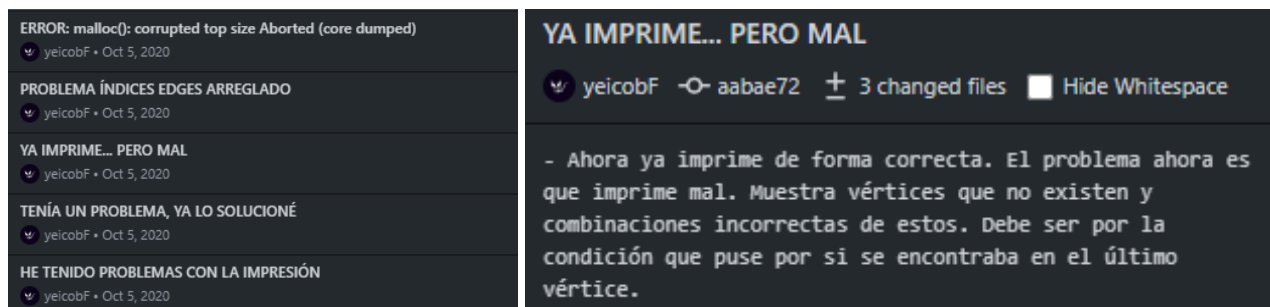 ERROR: malloc(): corrupted top size Aborted (core dumped)
yeicobF • Oct 5, 2020
PROBLEMA ÍNDICES EDGES ARREGLADO
yeicobF • Oct 5, 2020
YA IMPRIME... PERO MAL
yeicobF • Oct 5, 2020
TENÍA UN PROBLEMA, YA LO SOLUCIONÉ
yeicobF • Oct 5, 2020
HE TENIDO PROBLEMAS CON LA IMPRESIÓN
yeicobF • Oct 5, 2020
YA IMPRIME... PERO MAL
yeicobF aabae72 3 changed files Hide Whitespace
- Ahora ya imprime de forma correcta. El problema ahora es
que imprime mal. Muestra vértices que no existen y
combinaciones incorrectas de estos. Debe ser por la
condición que puse por si se encontraba en el último
vértice.